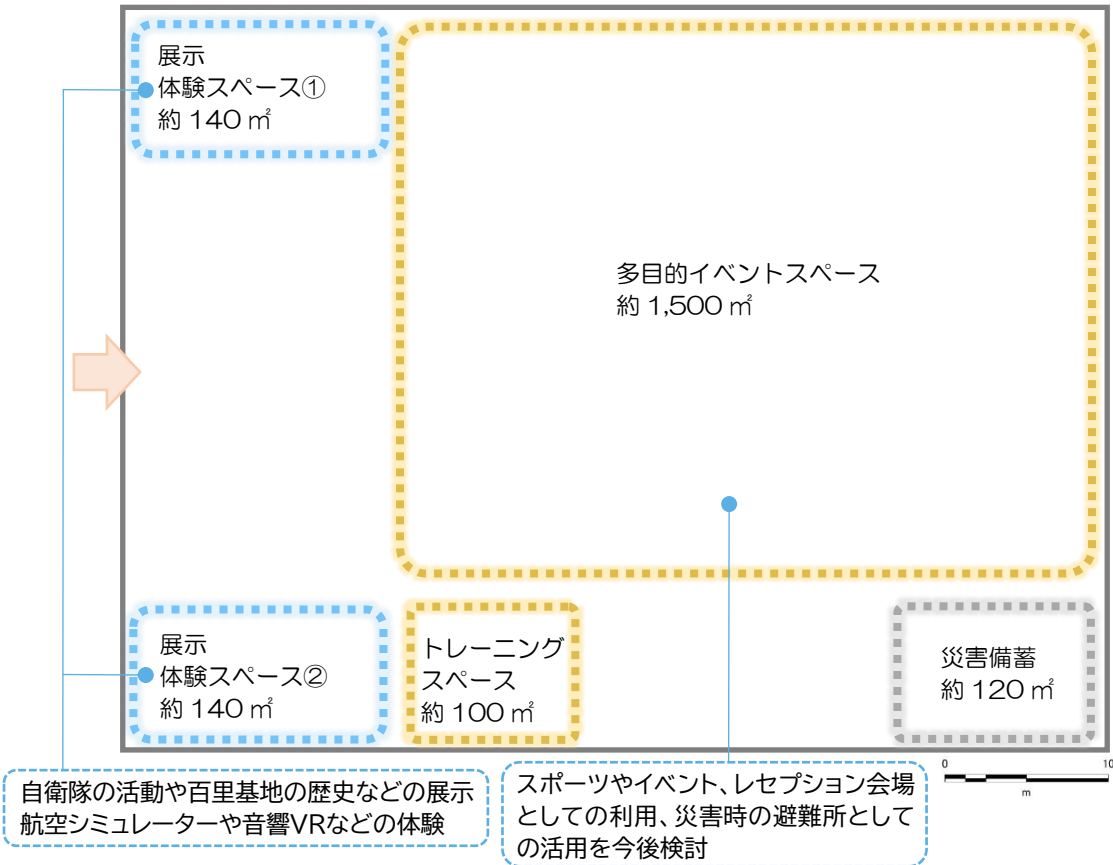 展示
体験スペース①
約 140 ㎡
多目的イベントスペース
約 1,500 ㎡
展示
体験スペース②
約 140 ㎡
トレーニング
スペース
約 100 ㎡
災害備蓄
約 120 ㎡
0 10
m
自衛隊の活動や百里基地の歴史などの展示
航空シミュレーターや音響VRなどの体験
スポーツやイベント、レセプション会場
としての利用、災害時の避難所として
の活用を今後検討